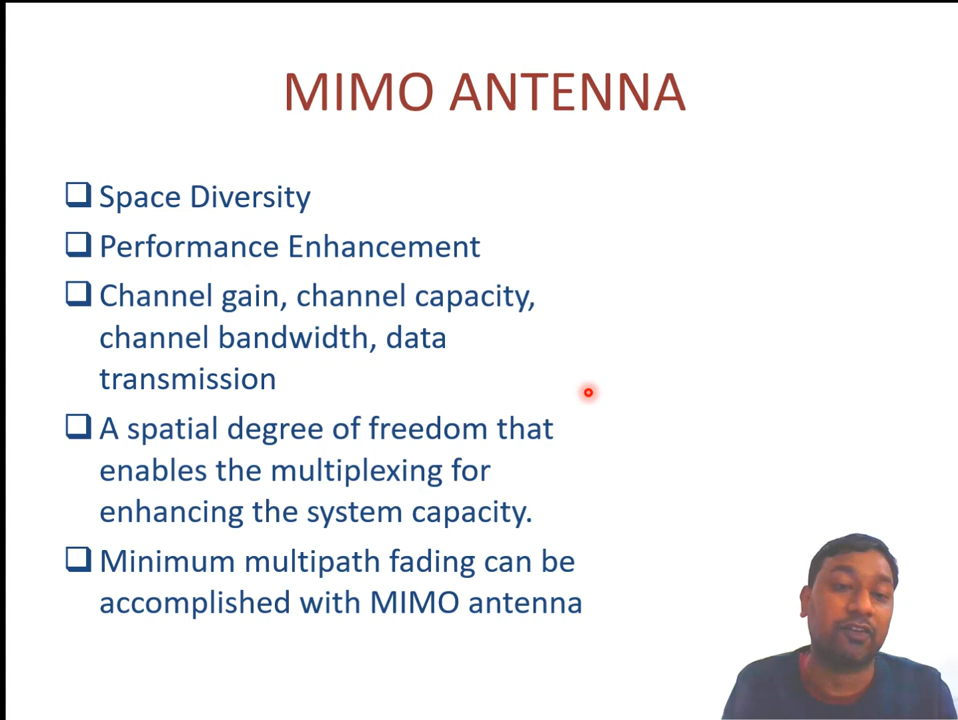 MIMO ANTENNA
Space Diversity
Performance Enhancement
Channel gain, channel capacity,
channel bandwidth, data
transmission
A spatial degree of freedom that
enables the multiplexing for
enhancing the system capacity.
Minimum multipath fading can be
accomplished with MIMO antenna